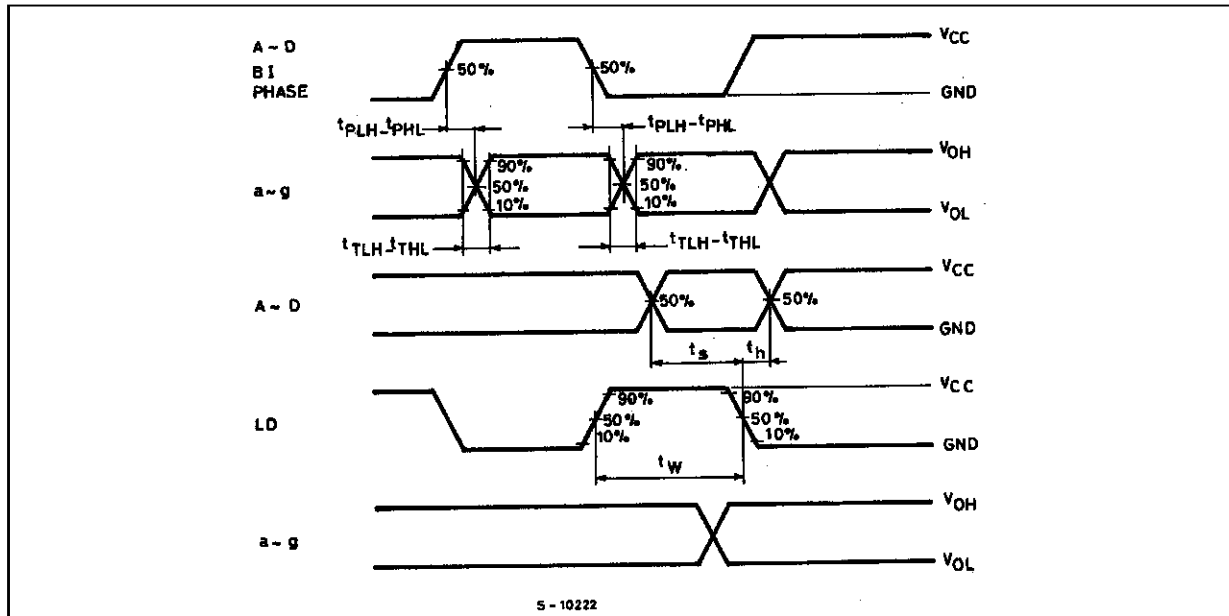 A ~ D
BI
PHASE
50%
50%
VCC
GND
tPLH-tPHL
tPLH-tPHL
a~g
90%
50%
10%
90%
50%
10%
VOH
VOL
tTLH-tTHL
tTLH-tTHL
A ~ D
50%
50%
VCC
GND
ts
th
LD
90%
50%
10%
90%
50%
10%
VCC
GND
tW
a~g
VOH
VOL
S - 10222